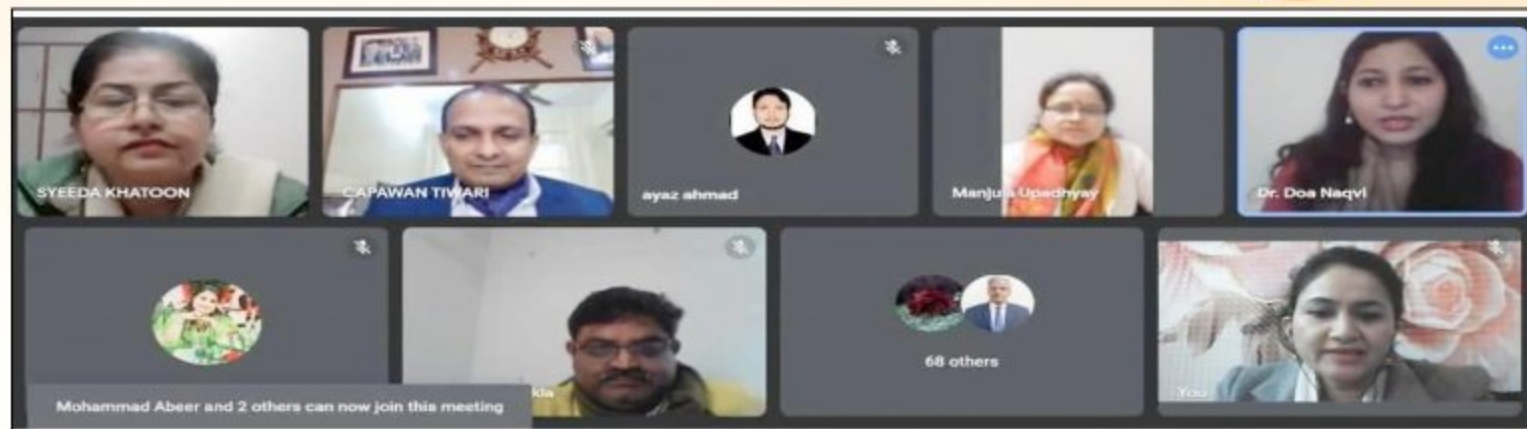 SYEEDA KHATOON
CAPAWAN TIWARI
ayaz ahmad
Manjula Upadhyay
Dr. Doa Naqvi
Mohammad Abeer and 2 others can now join this meeting
kla
68 others
You